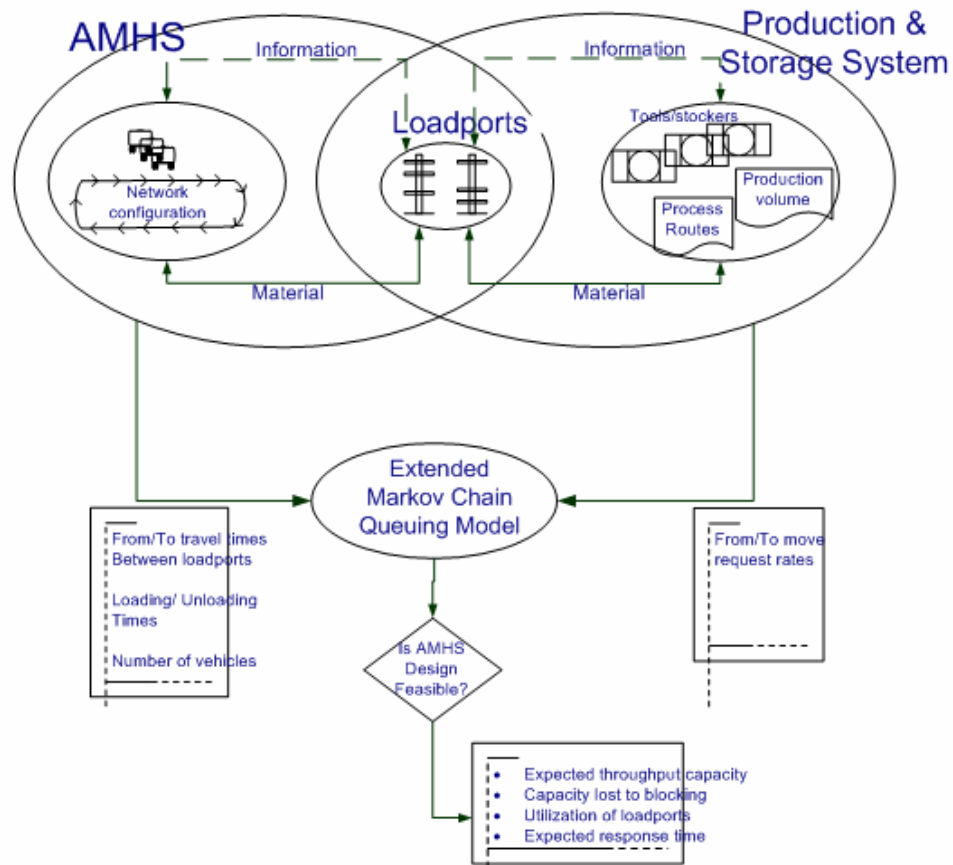 AMHS
Production &
Storage System
Information
Information
Loadports
Tools/stockers
Network
configuration
Production
volume
Process
Routes
Material
Material
Extended
Markov Chain
Queuing Model
From/To travel times
Between loadports
Loading/ Unloading
Times
Number of vehicles
From/To move
request rates
Is AMHS
Design
Feasible?
• Expected throughput capacity
• Capacity lost to blocking
• Utilization of loadports
• Expected response time